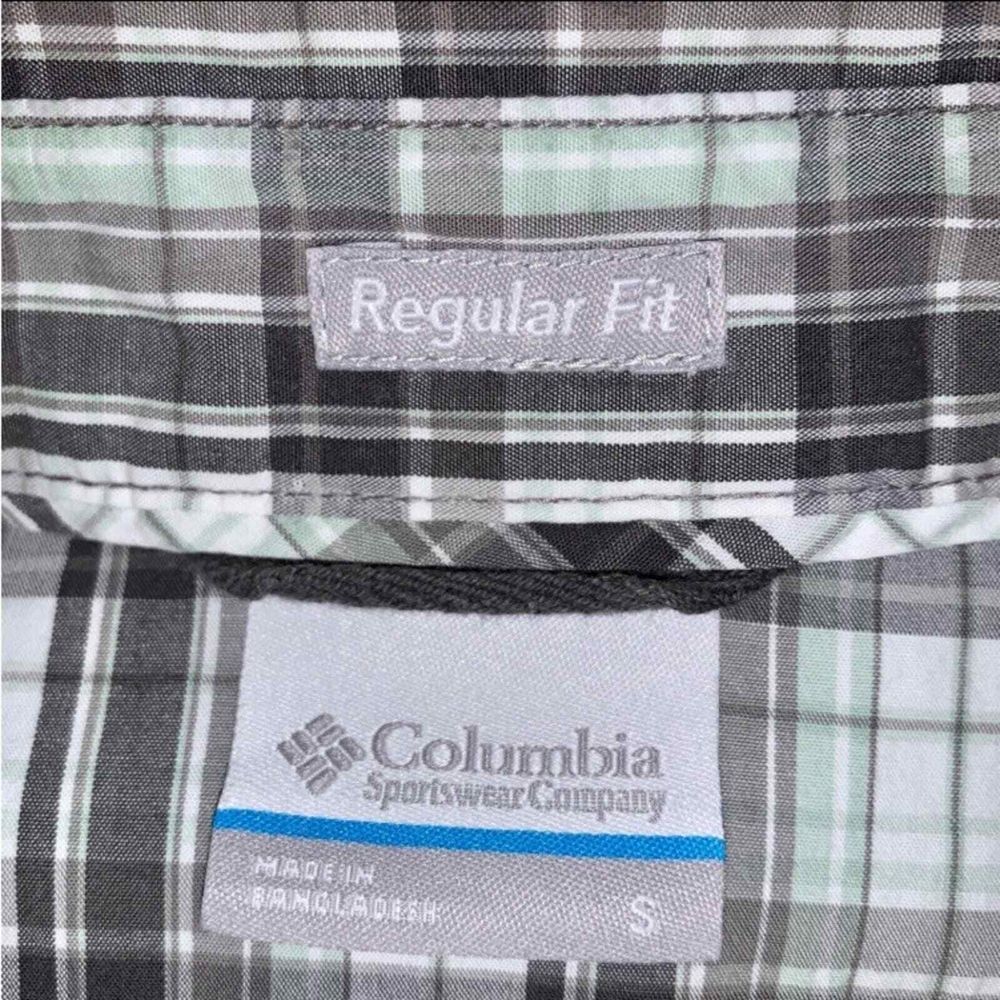 Regular Fit
Columbia
Sportswear Company
MADE IN
BANGLADESH
S